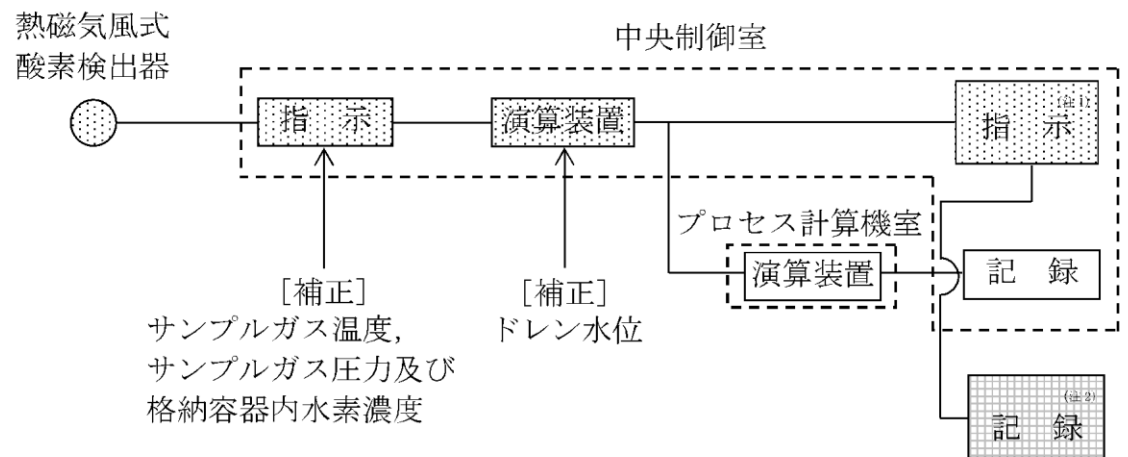 熱磁気風式
酸素検出器
中央制御室
指　示
演算装置
(注1)
指　示
プロセス計算機室
演算装置
記　録
［補正］
サンプルガス温度，
サンプルガス圧力及び
格納容器内水素濃度
［補正］
ドレン水位
(注2)
記　録